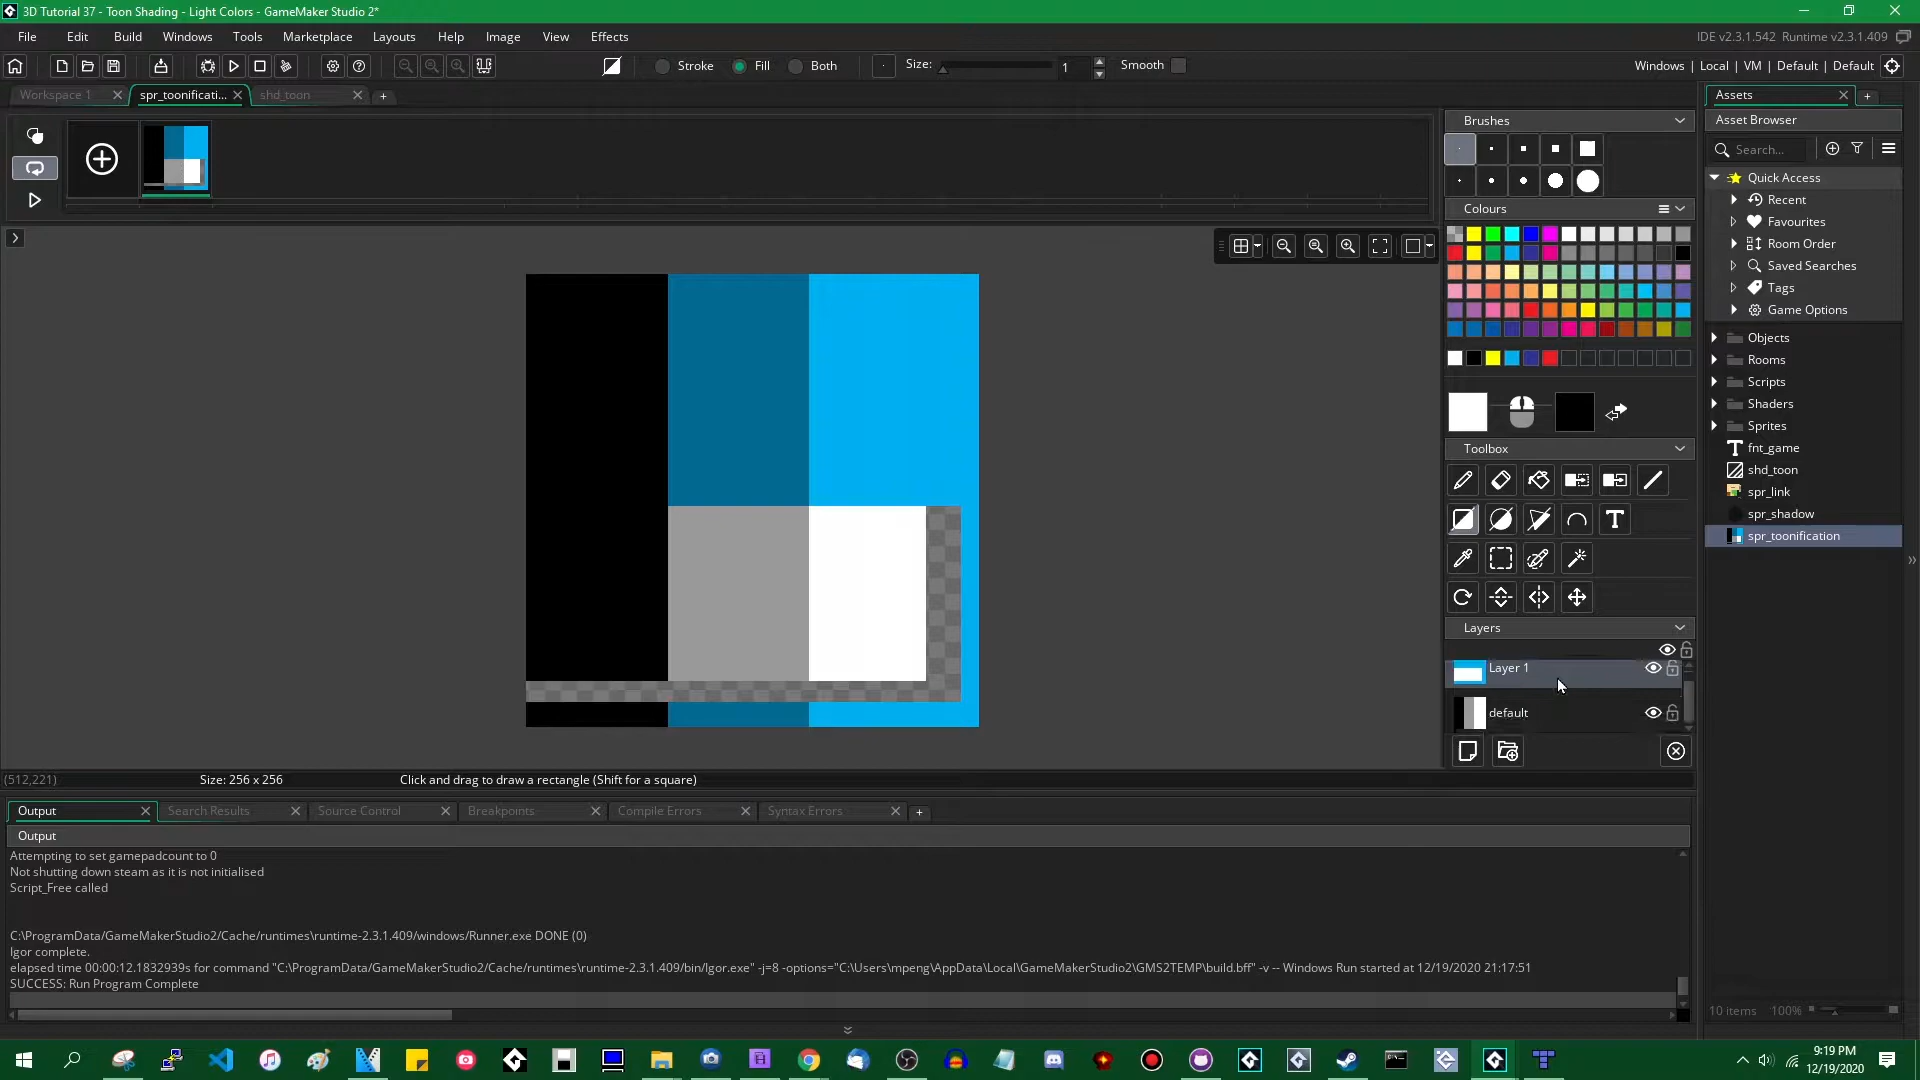 3D Tutorial 37 - Toon Shading - Light Colors - GameMaker Studio 2*
File Edit Build Windows Tools Marketplace Layouts Help Image View Effects
IDE v2.3.1.542 Runtime v2.3.1.409
Stroke Fill Both Size: 1 Smooth
Windows | Local | VM | Default | Default
Workspace 1 spr_toonificati... shd_toon
Assets
Brushes
Asset Browser
Search...
Quick Access
Recent
Colours
Favourites
Room Order
Saved Searches
Tags
Game Options
Objects
Rooms
Scripts
Shaders
Sprites
fnt_game
Toolbox
shd_toon
spr_link
spr_shadow
spr_toonification
Layers
Layer 1
default
(512,221) Size: 256 x 256 Click and drag to draw a rectangle (Shift for a square)
Output Search Results Source Control Breakpoints Compile Errors Syntax Errors
Output
Attempting to set gamepadcount to 0
Not shutting down steam as it is not initialised
Script_Free called
C:\ProgramData/GameMakerStudio2/Cache/runtimes\runtime-2.3.1.409/windows/Runner.exe DONE (0)
Igor complete.
elapsed time 00:00:12.1832939s for command "C:\ProgramData/GameMakerStudio2/Cache/runtimes\runtime-2.3.1.409/bin/Igor.exe" -j=8 -options="C:\Users\mpeng\AppData\Local\GameMakerStudio2\GMS2TEMP\build.bff" -v -- Windows Run started at 12/19/2020 21:17:51
SUCCESS: Run Program Complete
10 items 100%
9:19 PM
12/19/2020